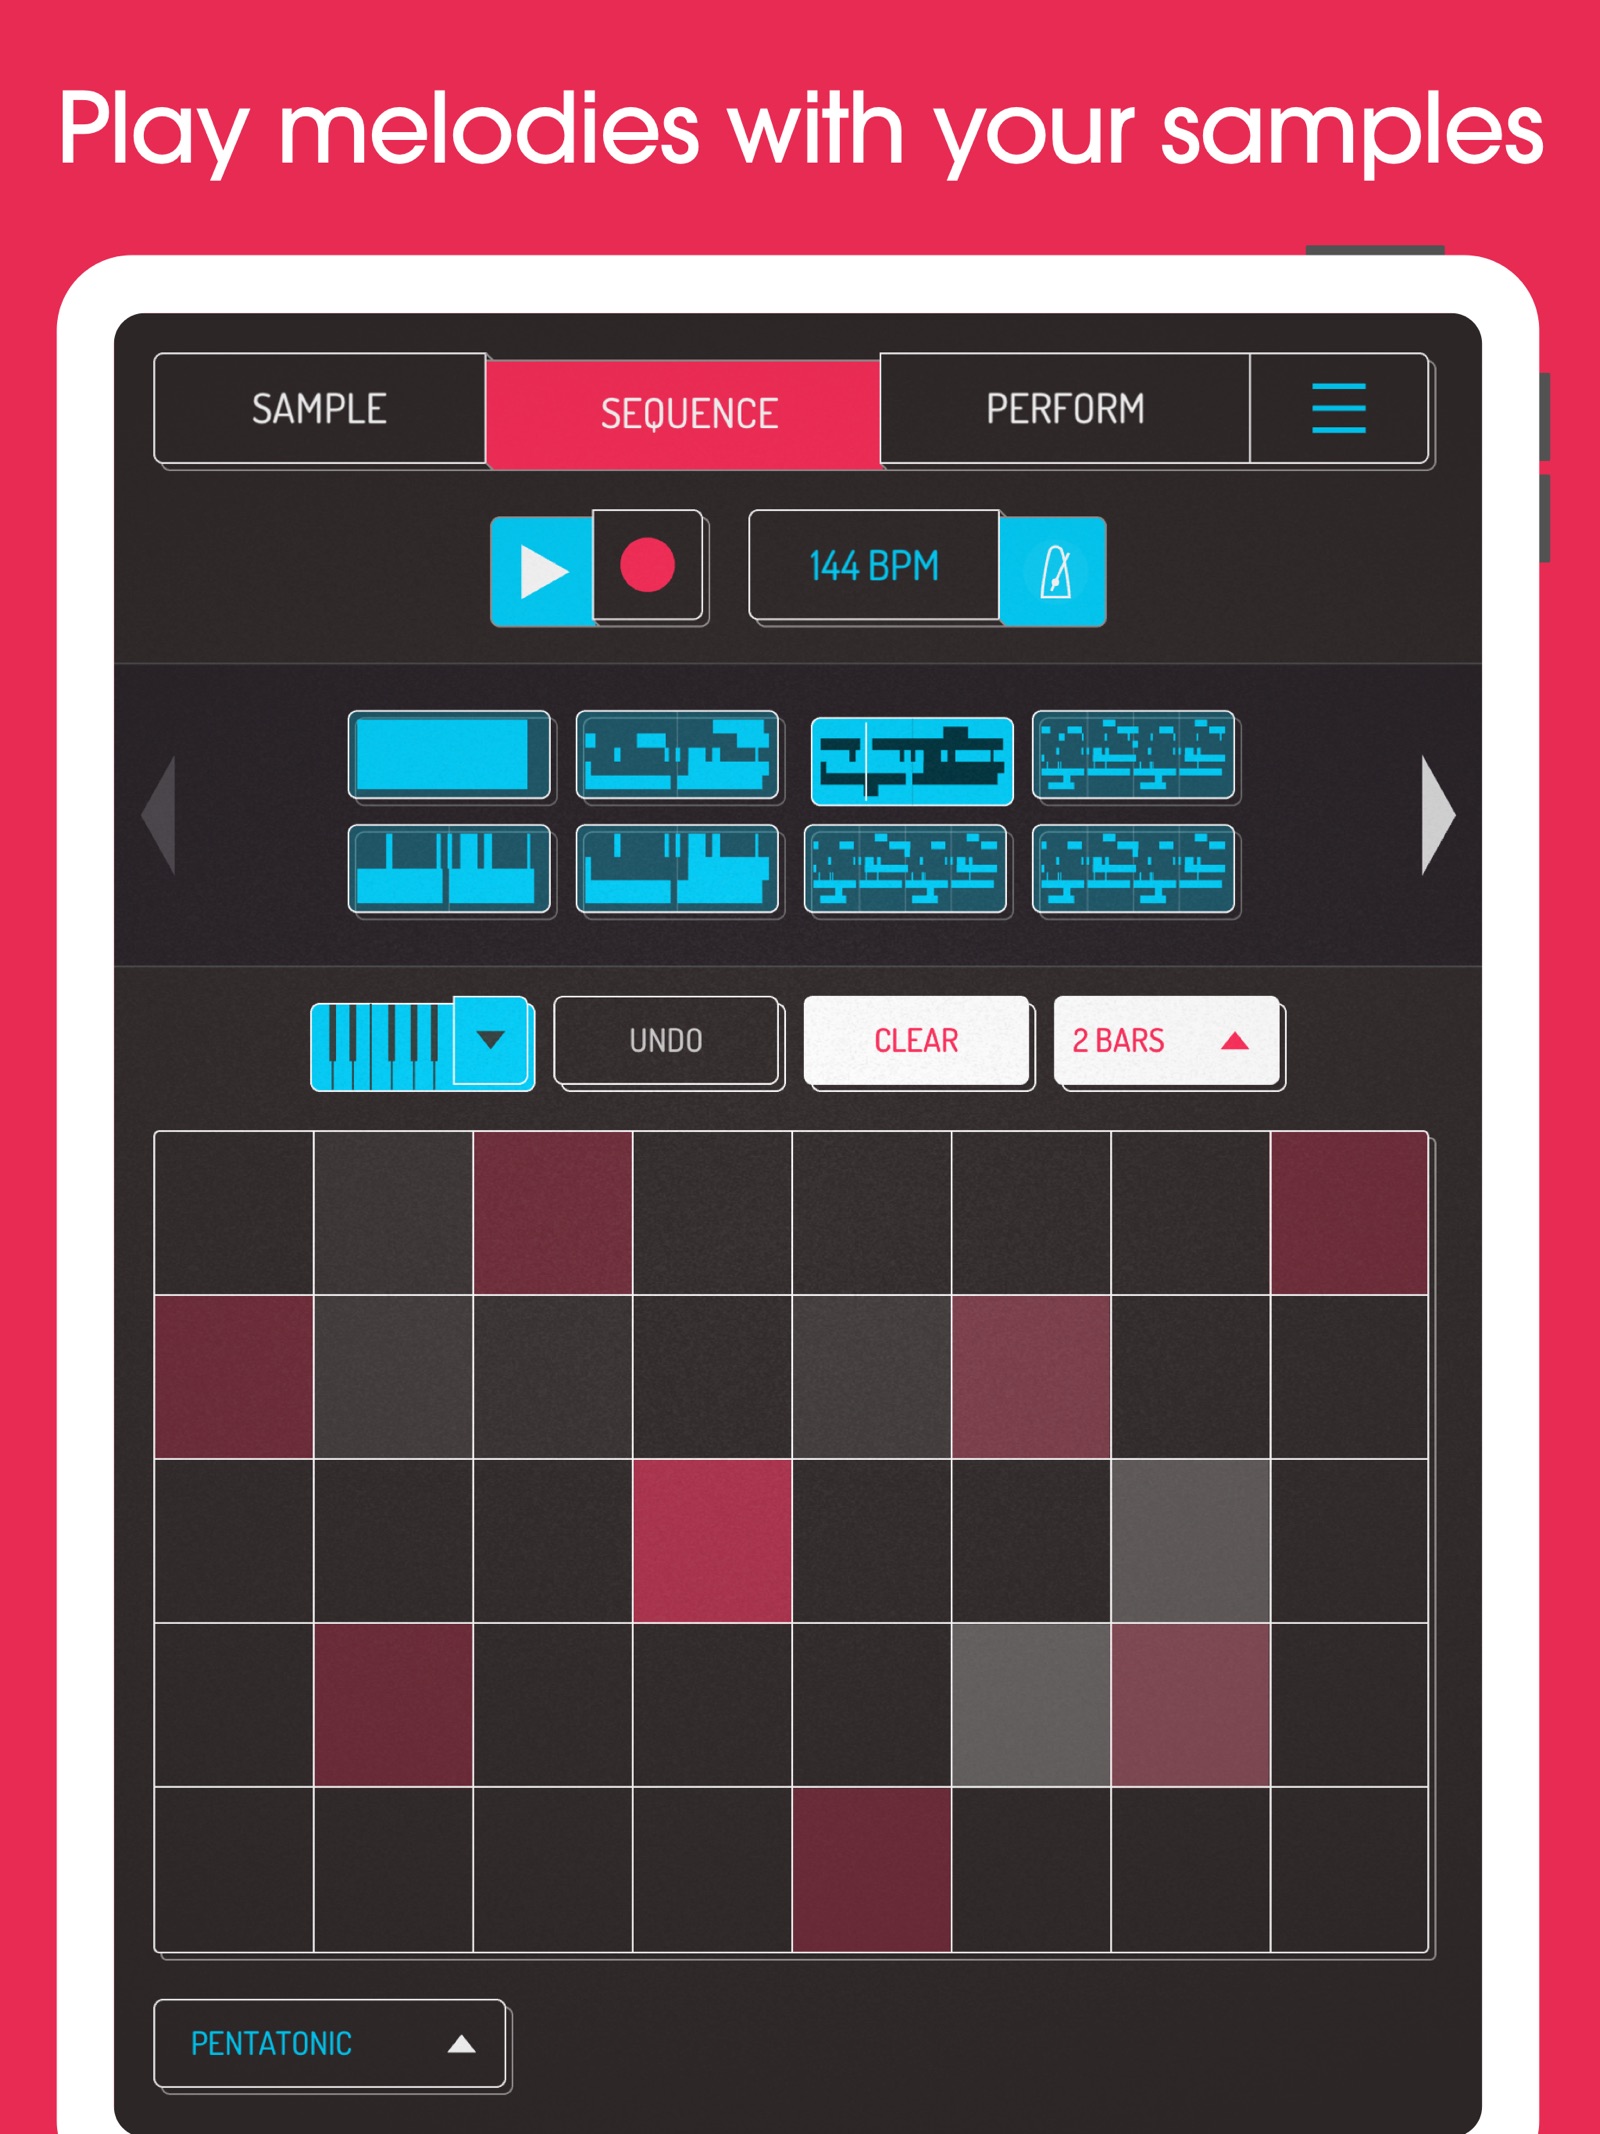 Play melodies with your samples
SAMPLE
SEQUENCE
PERFORM
144 BPM
UNDO
CLEAR
2 BARS
PENTATONIC